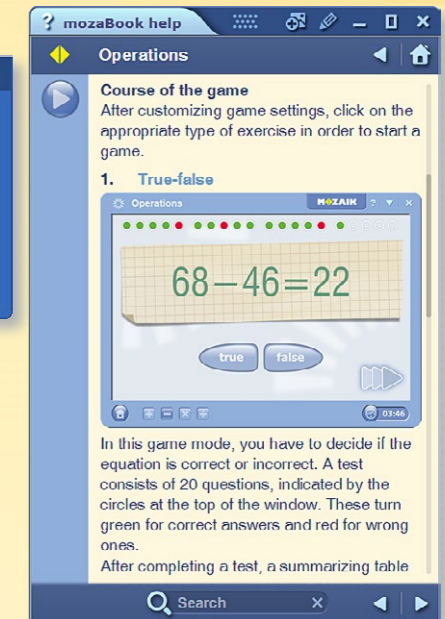 ? mozaBook help
Operations
Course of the game
After customizing game settings, click on the
appropriate type of exercise in order to start a
game.
1. True-false
Operations
MOZAIK ?
68−46=22
true false
03:46
In this game mode, you have to decide if the
equation is correct or incorrect. A test
consists of 20 questions, indicated by the
circles at the top of the window. These turn
green for correct answers and red for wrong
ones.
After completing a test, a summarizing table
Search